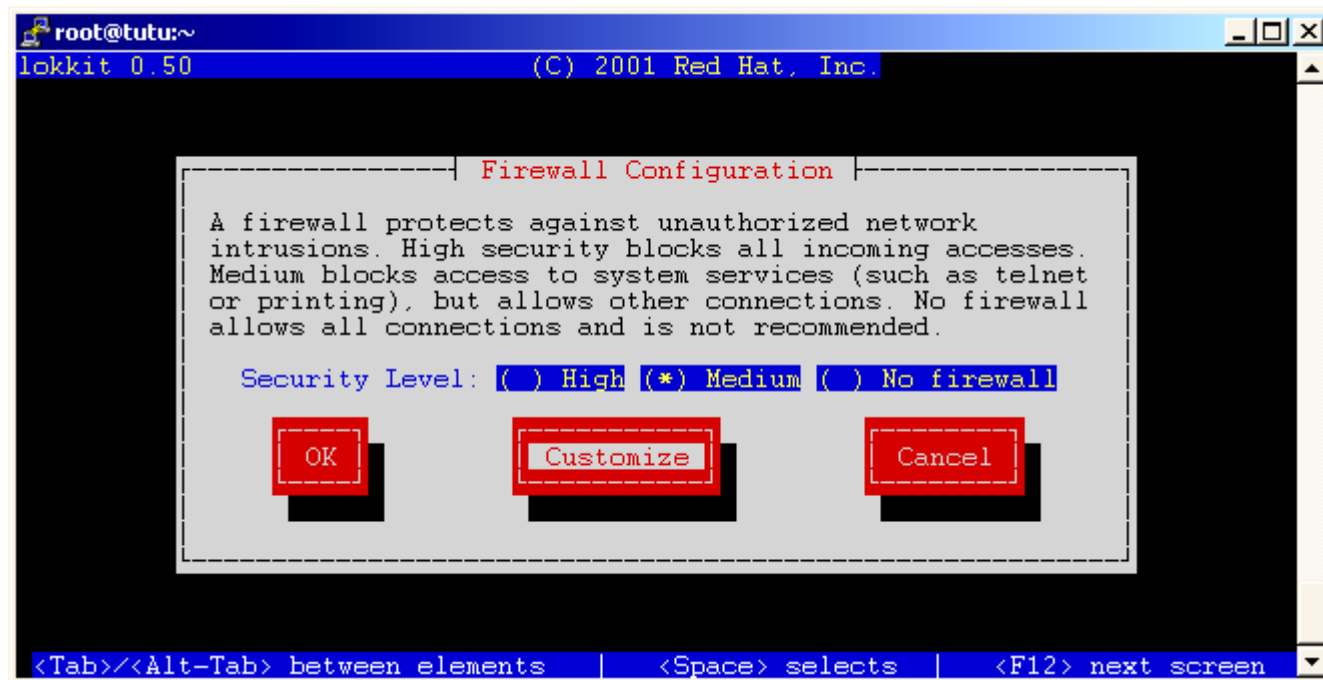 root@tutu:~
lokkit 0.50 (C) 2001 Red Hat, Inc.
Firewall Configuration
A firewall protects against unauthorized network
intrusions. High security blocks all incoming accesses.
Medium blocks access to system services (such as telnet
or printing), but allows other connections. No firewall
allows all connections and is not recommended.
Security Level: ( ) High (*) Medium ( ) No firewall
OK Customize Cancel
<Tab>/<Alt-Tab> between elements | <Space> selects | <F12> next screen